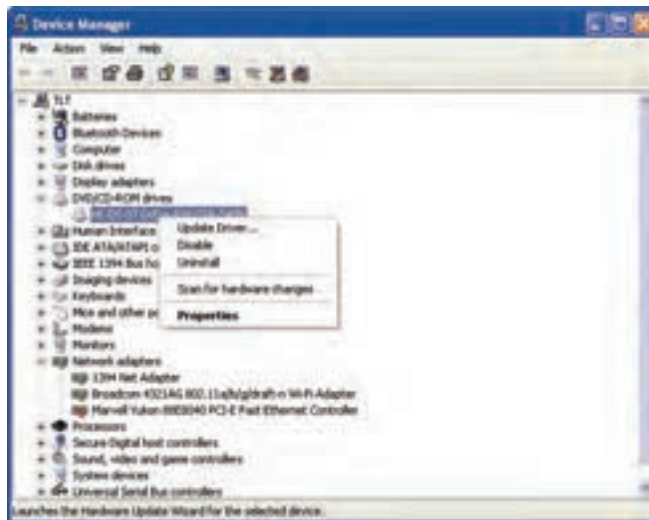 Device Manager
File Action View Help
TLT
Batteries
Bluetooth Devices
Computer
Disk drives
Display adapters
DVD/CD-ROM drives
Human Interface
Update Driver...
IDE ATA/ATAPI
Disable
IEEE 1394 Bus ho
Uninstall
Imaging devices
Keyboards
Scan for hardware changes
Mice and other po
Properties
Modems
Monitors
Network adapters
1394 Net Adapter
Broadcom 4321AG 802.11a/b/g/draft-n Wi-Fi Adapter
Marvell Yukon 88E8040 PCI-E Fast Ethernet Controller
Processors
Secure Digital host controllers
Sound, video and game controllers
System devices
Universal Serial Bus controllers
Launches the Hardware Update Wizard for the selected device.